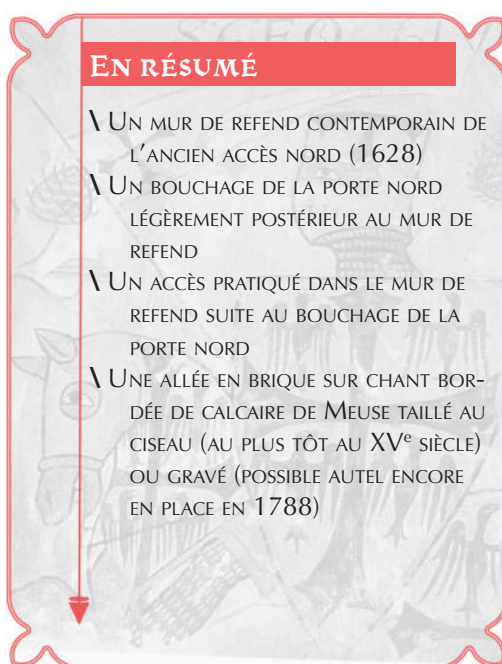 EN RÉSUMÉ
\ UN MUR DE REFEND CONTEMPORAIN DE
L'ANCIEN ACCÈS NORD (1628)
\ UN BOUCHAGE DE LA PORTE NORD
LÉGÈREMENT POSTÉRIEUR AU MUR DE
REFEND
\ UN ACCÈS PRATIQUÉ DANS LE MUR DE
REFEND SUITE AU BOUCHAGE DE LA
PORTE NORD
\ UNE ALLÉE EN BRIQUE SUR CHANT BOR-
DÉE DE CALCAIRE DE MEUSE TAILLÉ AU
CISEAU (AU PLUS TÔT AU XVe SIÈCLE)
OU GRAVÉ (POSSIBLE AUTEL ENCORE
EN PLACE EN 1788)